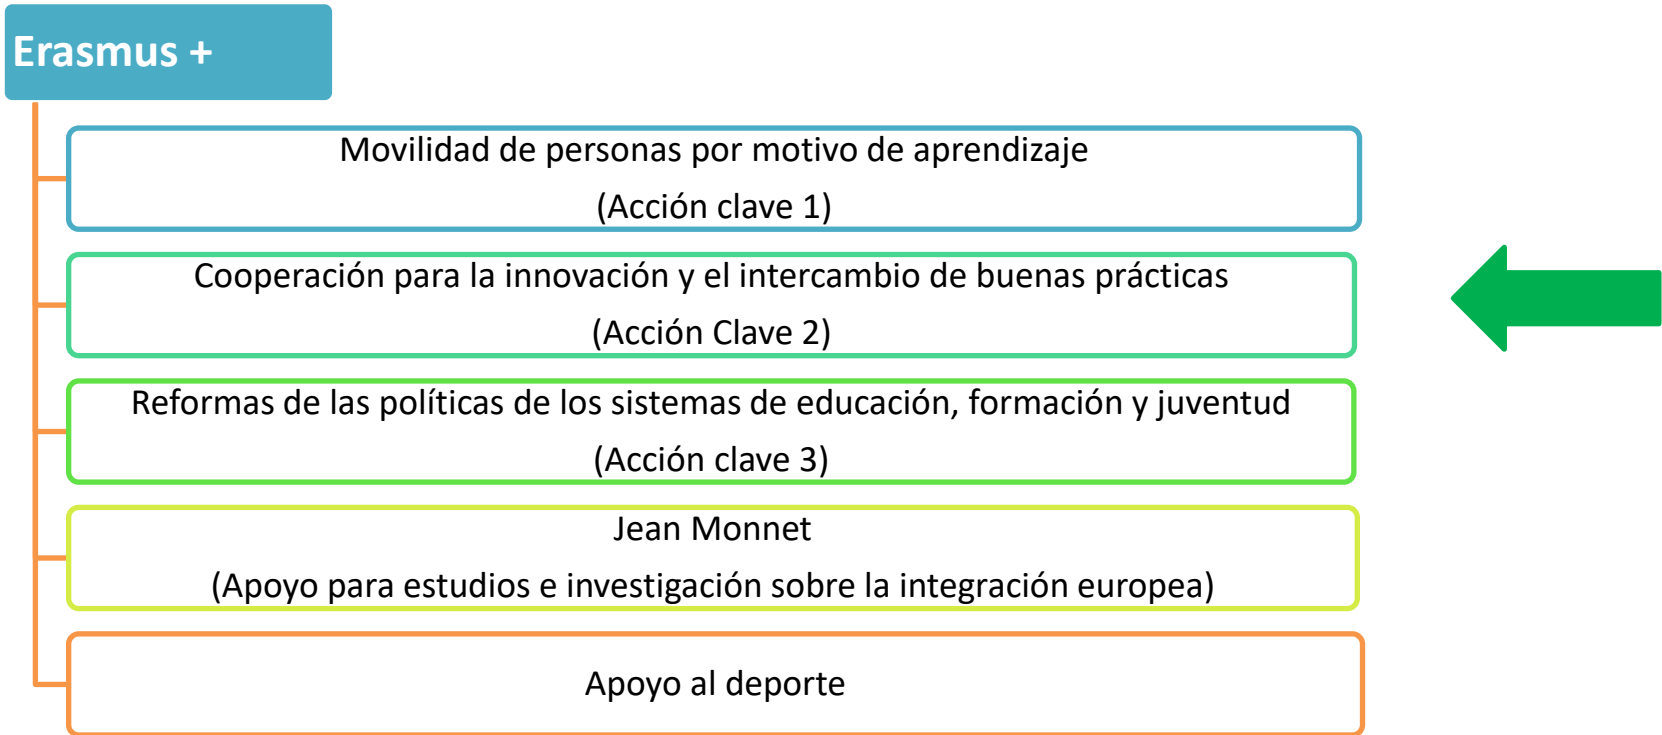 Erasmus +
Movilidad de personas por motivo de aprendizaje
(Acción clave 1)
Cooperación para la innovación y el intercambio de buenas prácticas
(Acción Clave 2)
Reformas de las políticas de los sistemas de educación, formación y juventud
(Acción clave 3)
Jean Monnet
(Apoyo para estudios e investigación sobre la integración europea)
Apoyo al deporte